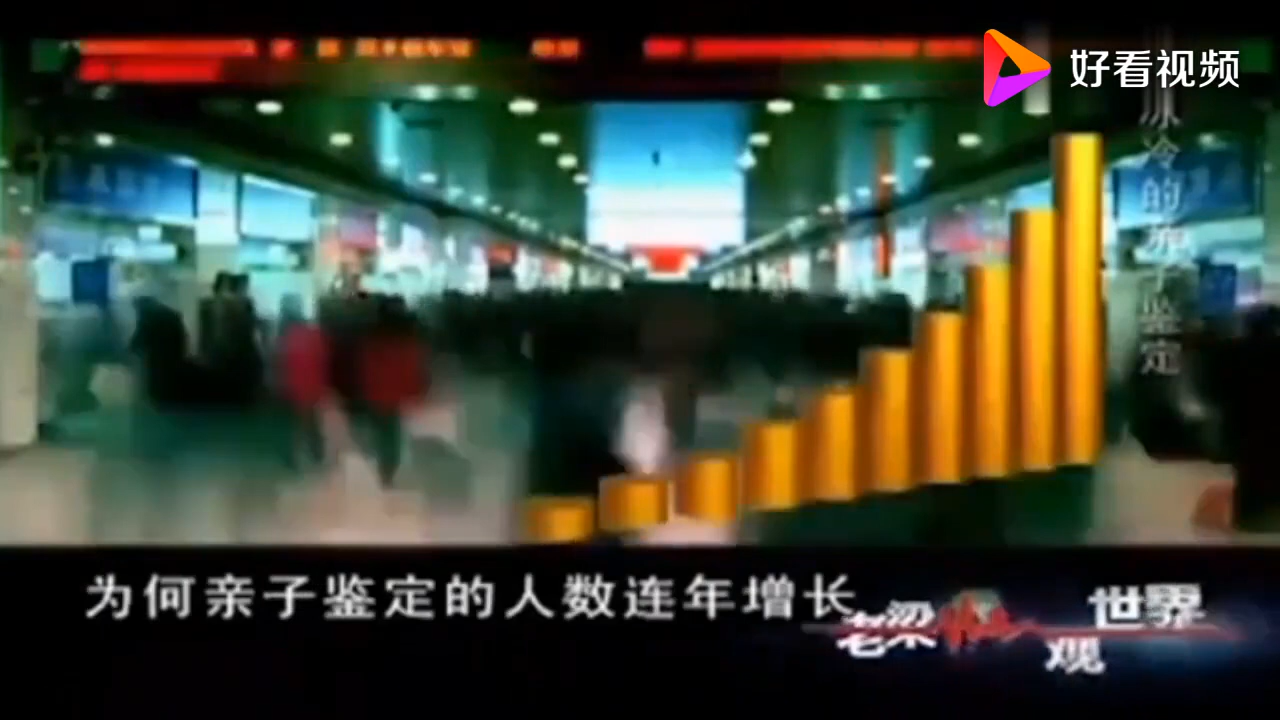 好看视频
冰冷的亲子鉴定
为何亲子鉴定的人数连年增长
老梁
世界
观